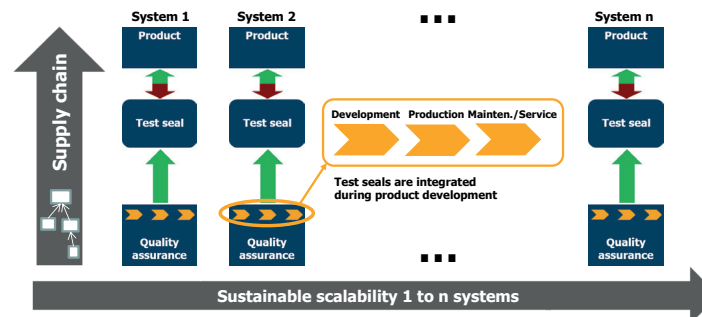 System 1
System 2
...
System n
Product
Product
Product
Supply chain
Test seal
Test seal
Development
Production
Mainten./Service
Test seal
Test seals are integrated
during product development
Quality
assurance
Quality
assurance
...
Quality
assurance
Sustainable scalability 1 to n systems